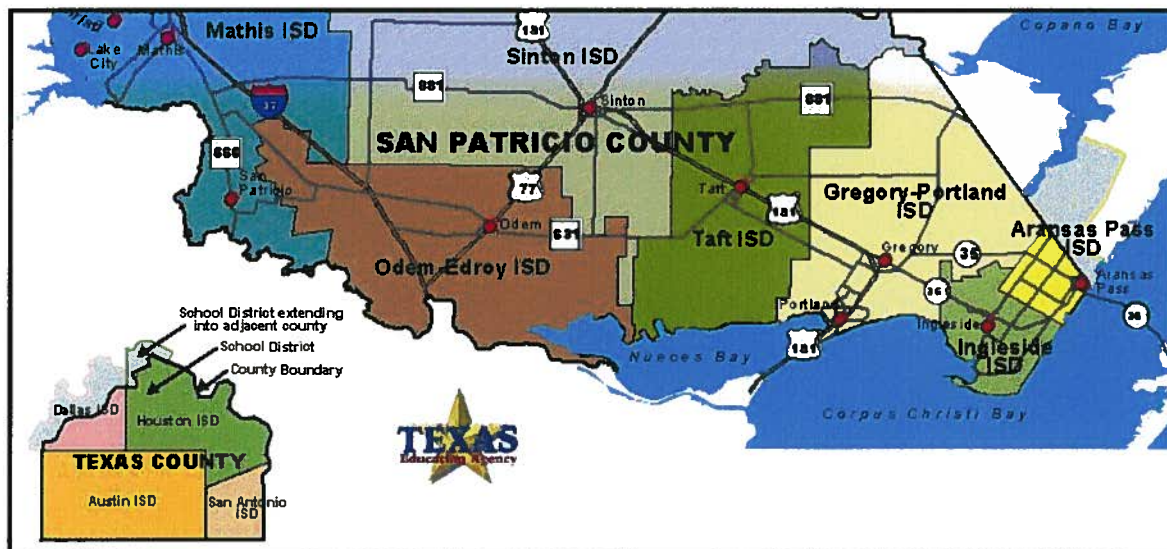 Copano Bay
Mathis ISD
181
Sinton ISD
Lake
City
Mathis
37
881
Sinton
881
SAN PATRICIO COUNTY
666
San
Patricio
77
Taft
181
Gregory-Portland
ISD
Odem
631
Taft ISD
Aransas Pass
ISD
Odem-Edroy ISD
Gregory
35
Aransas
Pass
Portland
36
Ingleside
181
Ingleside
ISD
Nueces Bay
Corpus Christi Bay
School District extending
into adjacent county
School District
County Boundary
Dallas ISD
Houston ISD
TEXAS COUNTY
Austin ISD
San Antonio
ISD
TEXAS
Education Agency